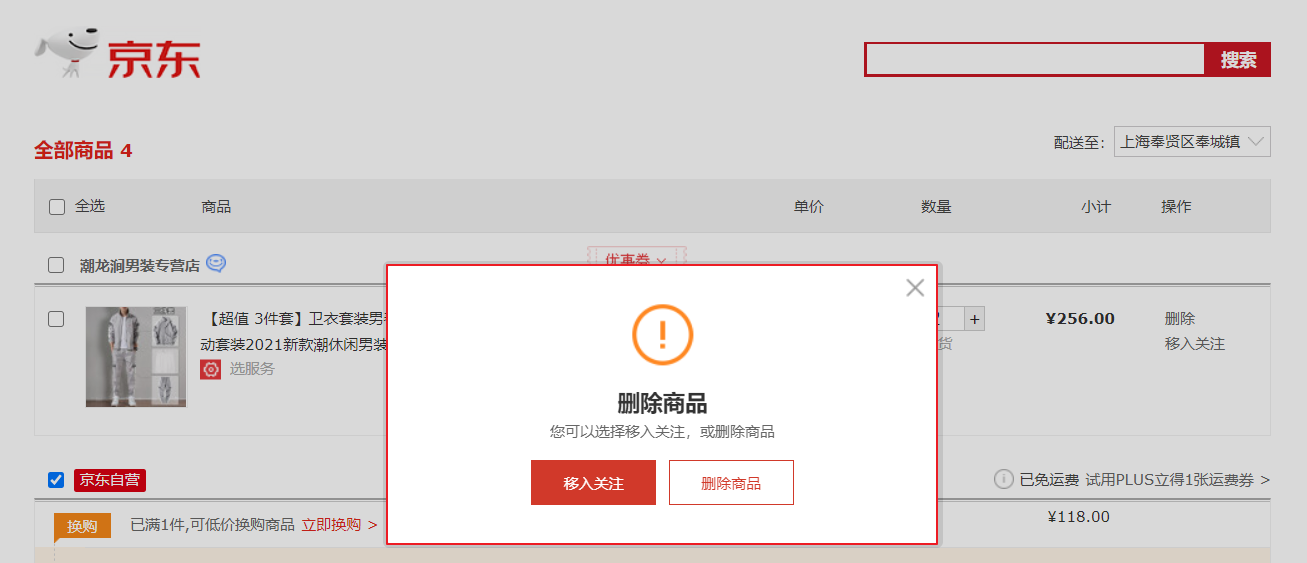 京东
搜索
全部商品 4
配送至：
上海奉贤区奉城镇
全选
商品
单价
数量
小计
操作
潮龙涧男装专营店
优惠券
【超值 3件套】卫衣套装男
动套装2021新款潮休闲男装
选服务
+
货
¥256.00
删除
移入关注
!
删除商品
您可以选择移入关注，或删除商品
移入关注
删除商品
京东自营
已免运费 试用PLUS立得1张运费券 >
换购
已满1件,可低价换购商品 立即换购 >
¥118.00